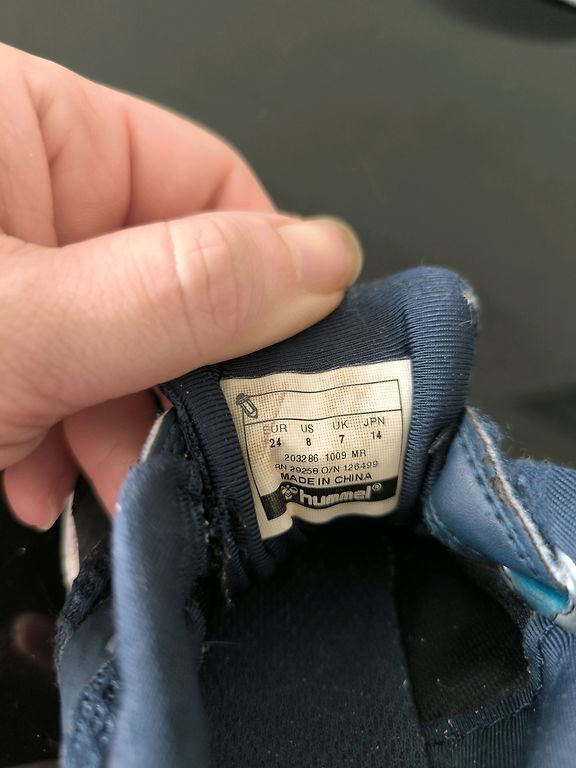 EUR US UK JPN
24 8 7 14
203286 1009 MR
RN 29258 O/N 126499
MADE IN CHINA
hummel®